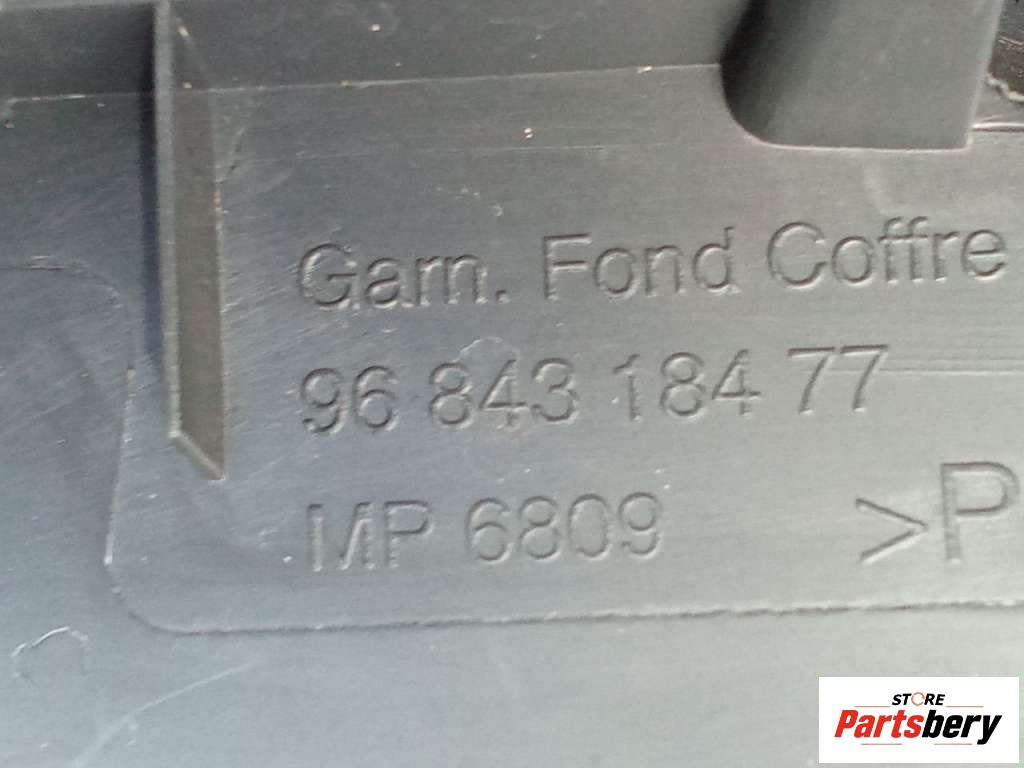 Garn. Fond Coffre
96 843 184 77
MP 6809
>P
STORE
Partsbery